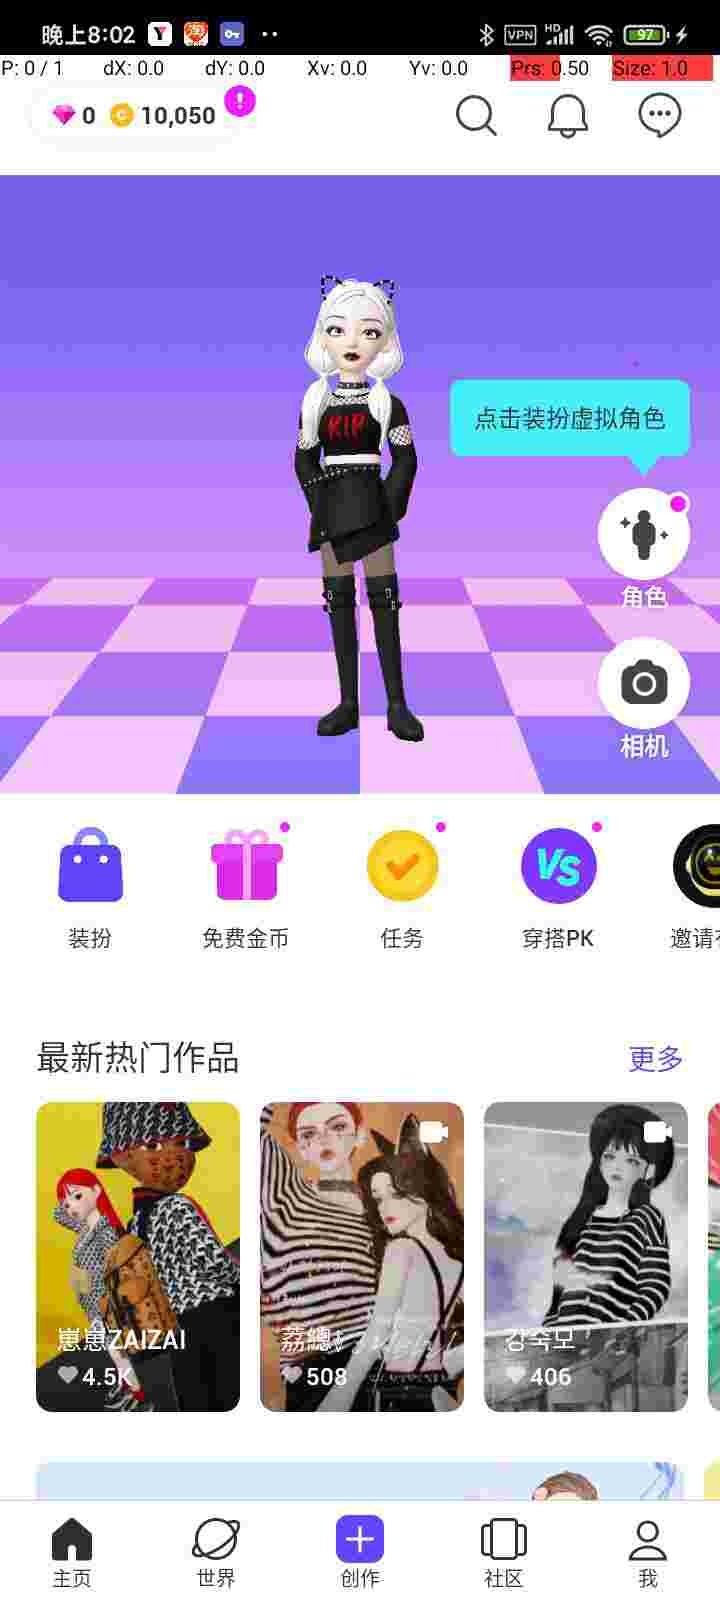 晚上8:02
VPN
HD
97
P: 0 / 1 dX: 0.0 dY: 0.0 Xv: 0.0 Yv: 0.0 Prs: 0.50 Size: 1.0
0 10,050
RIP
点击装扮虚拟角色
角色
相机
装扮 免费金币 任务 穿搭PK 邀请
VS
最新热门作品 更多
崽崽ZAIZAI
4.5K
荔總
508
강숙모
406
主页 世界 创作 社区 我